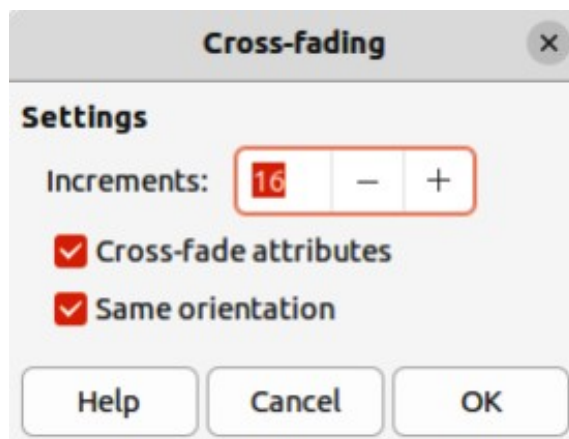 Cross-fading
Settings
Increments: 16
Cross-fade attributes
Same orientation
Help Cancel OK